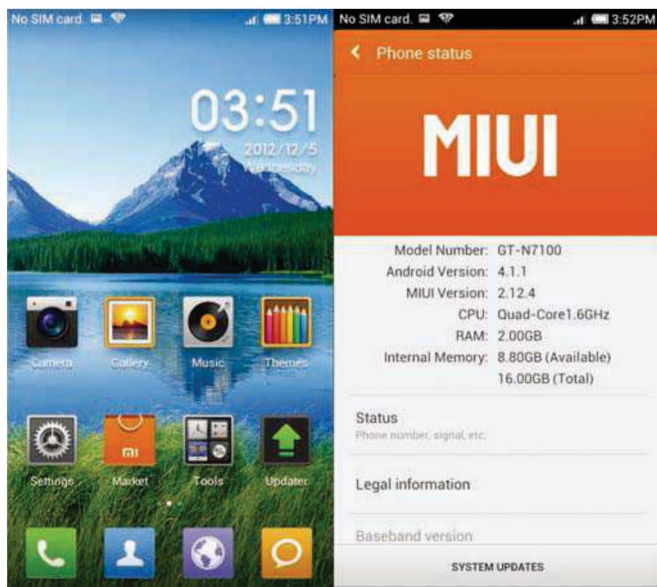 No SIM card. 3:51PM
03:51
2012/12/5
Wednesday
Camera Gallery Music Themes
mi
Settings Market Tools Updater
No SIM card. 3:52PM
Phone status
MIUI
Model Number: GT-N7100
Android Version: 4.1.1
MIUI Version: 2.12.4
CPU: Quad-Core1.6GHz
RAM: 2.00GB
Internal Memory: 8.80GB (Available)
16.00GB (Total)
Status
Phone number, signal, etc.
Legal information
Baseband version
SYSTEM UPDATES